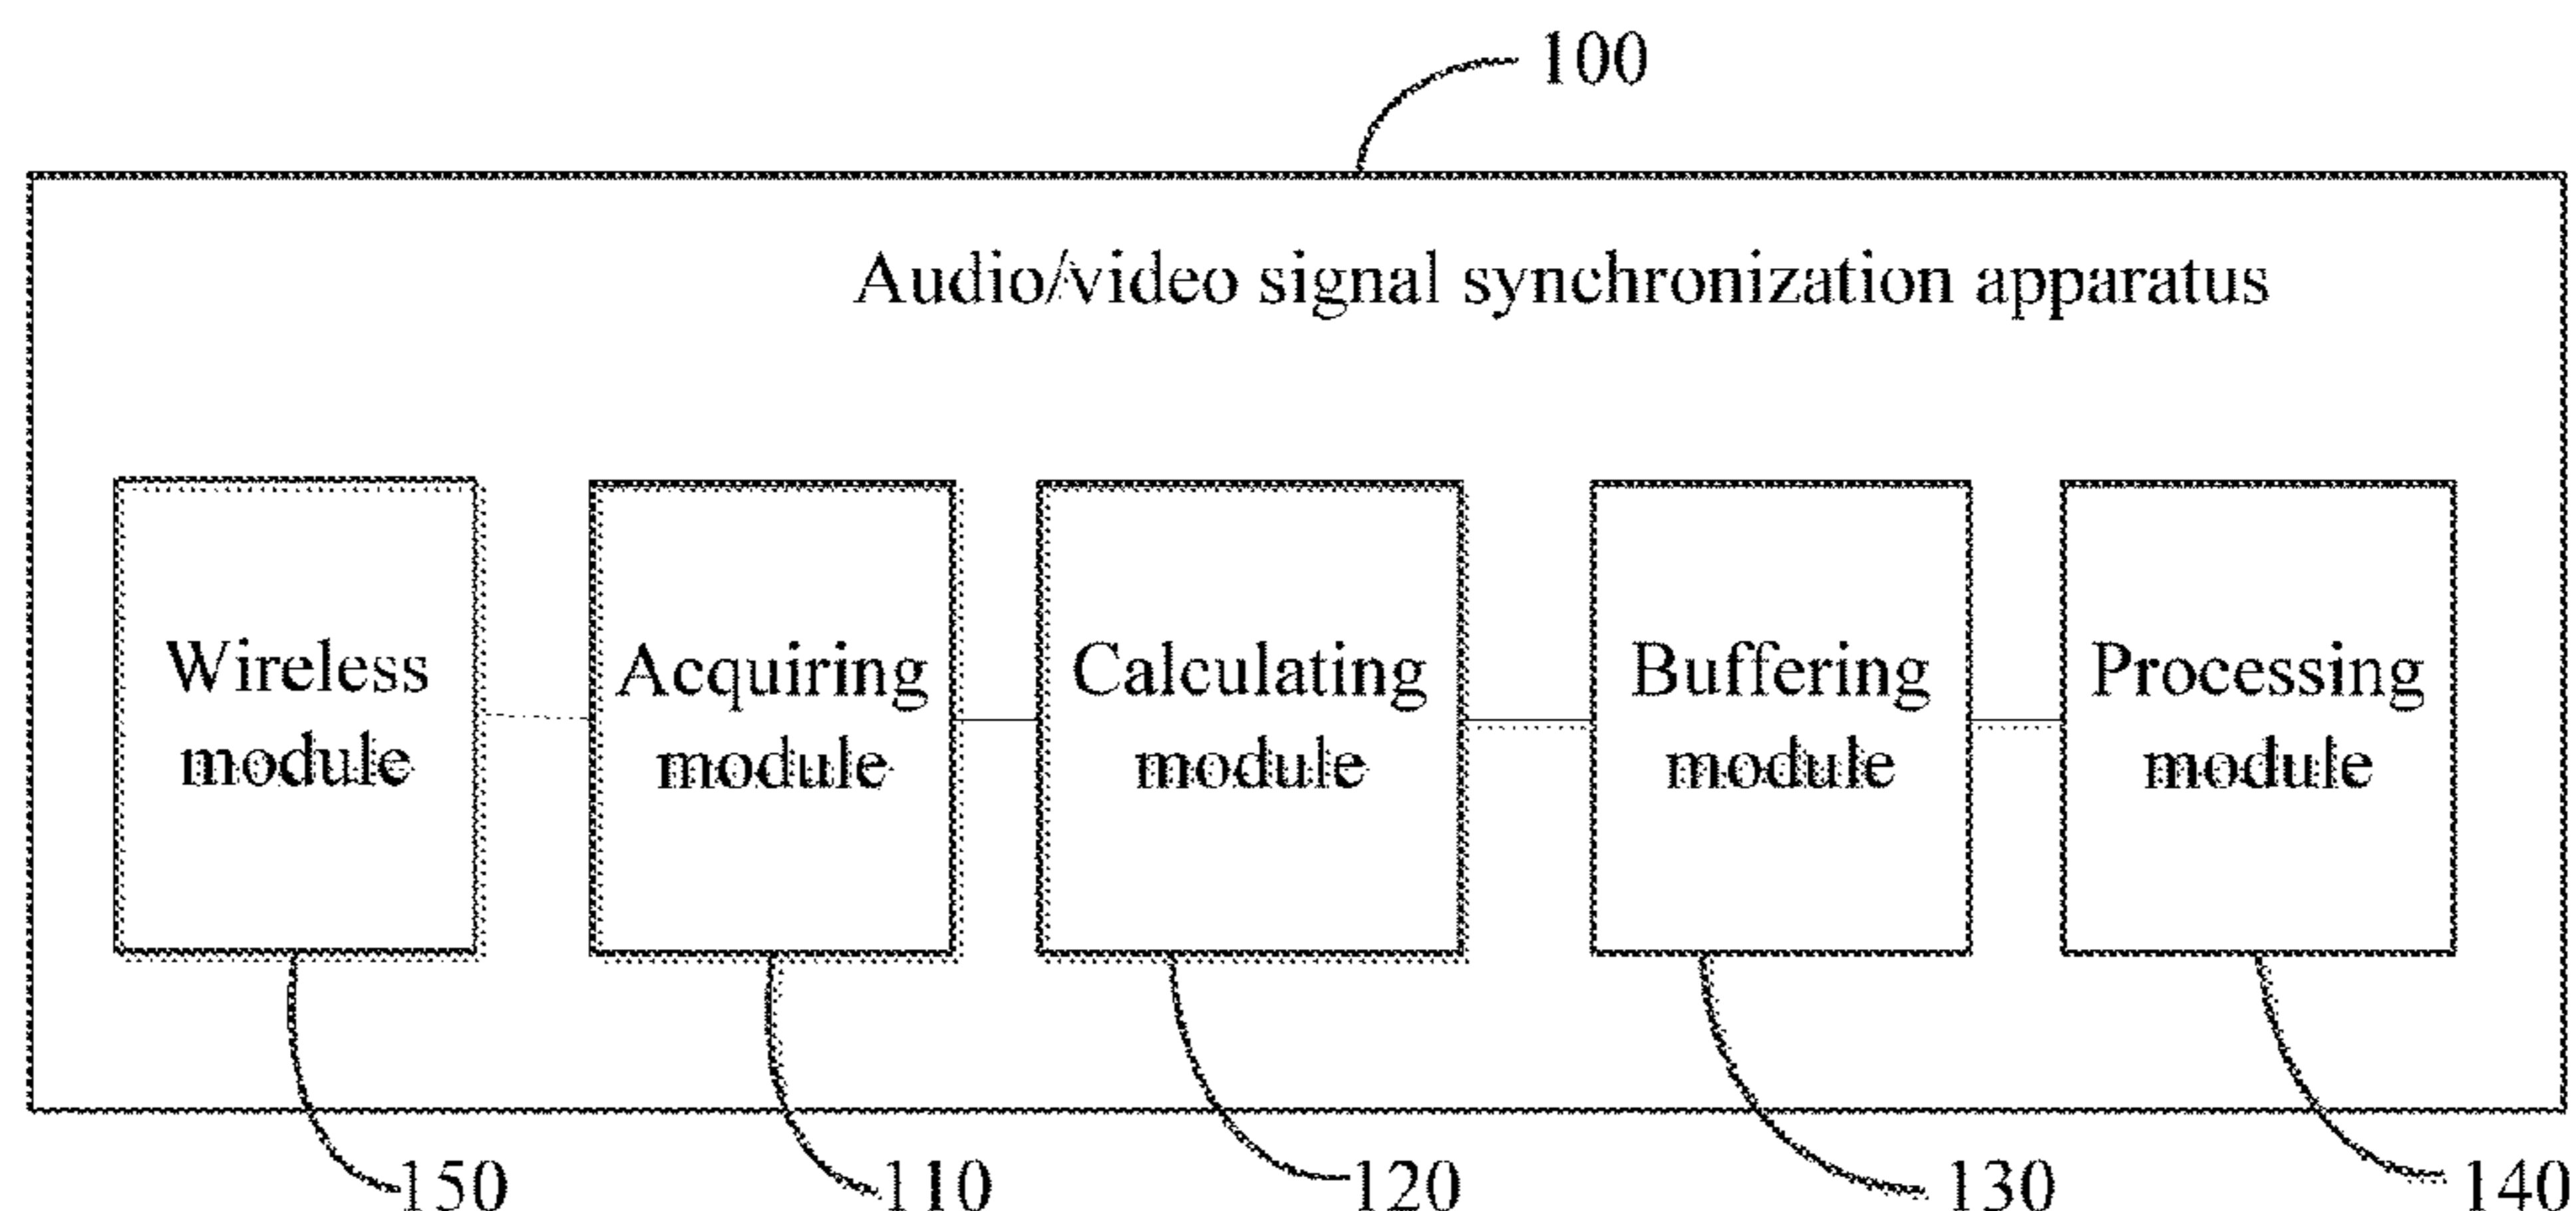 100
Audio/video signal synchronization apparatus
Wireless
module
Acquiring
module
Calculating
module
Buffering
module
Processing
module
150
110
120
130
140